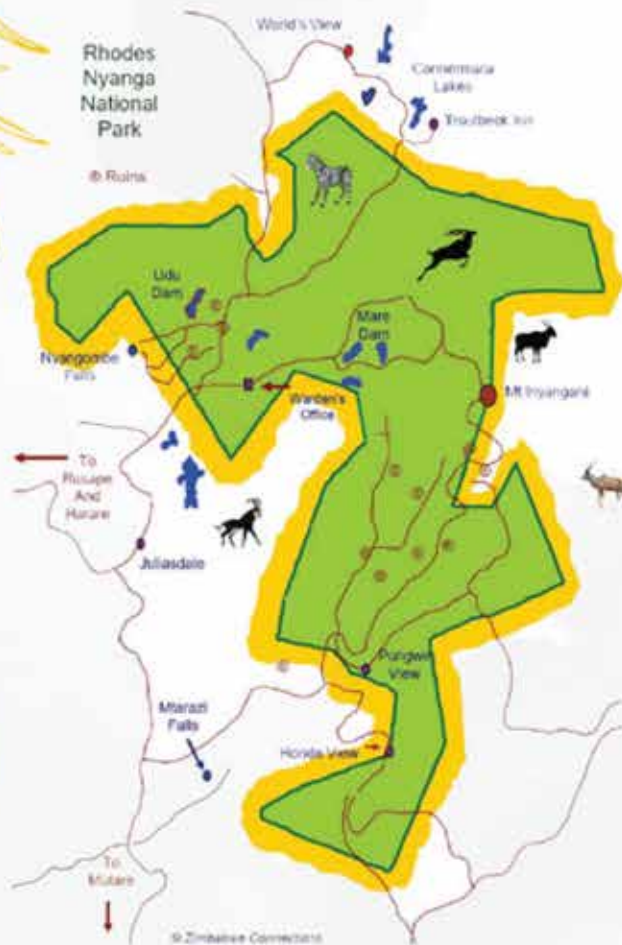 World's View
Rhodes
Nyanga
National
Park
Connermara
Lakes
Troutbeck Inn
Ruins
Udu
Dam
Mare
Dam
Nyangombe
Falls
Mt Inyangani
Warden's
Office
To
Rusape
And
Harare
Juliasdale
Pungwe
View
Mtarazi
Falls
Honde View
To
Mutare
© Zimbabwe Connections